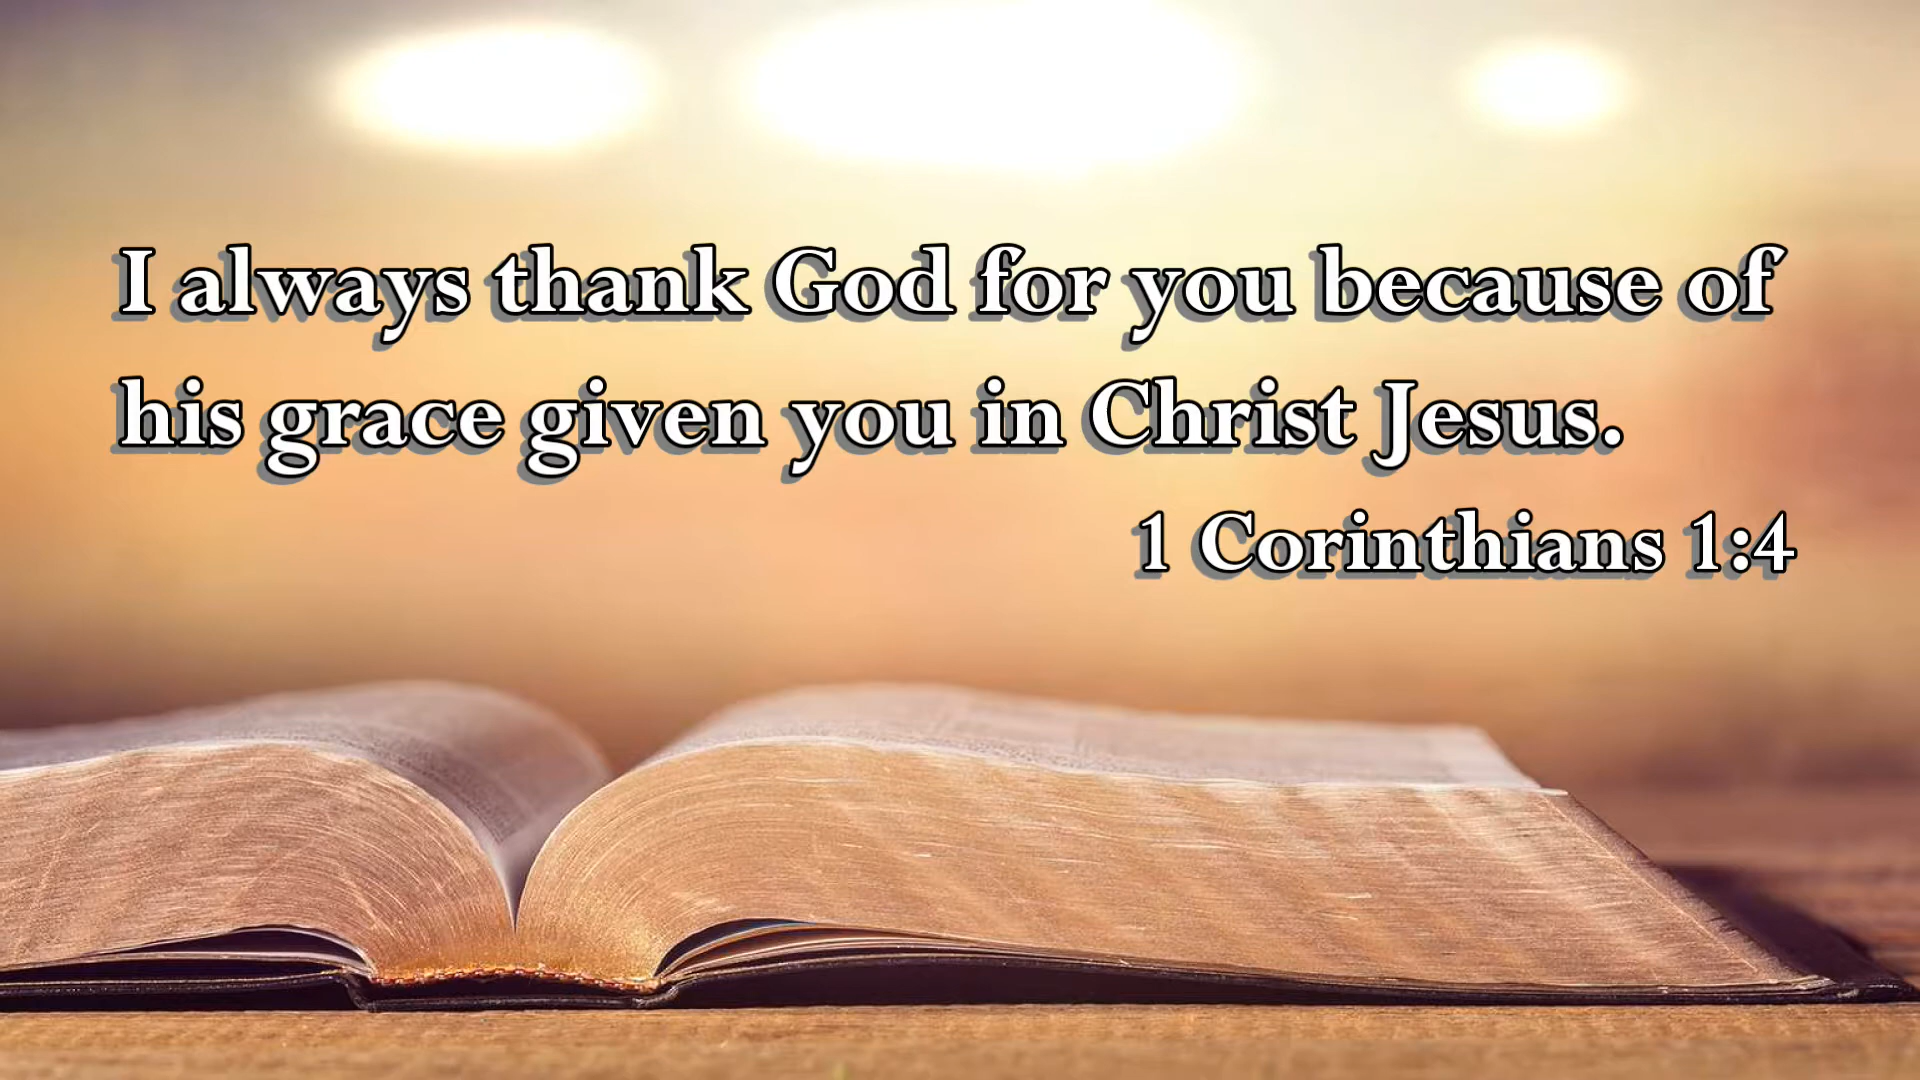 I always thank God for you because of
his grace given you in Christ Jesus.
1 Corinthians 1:4